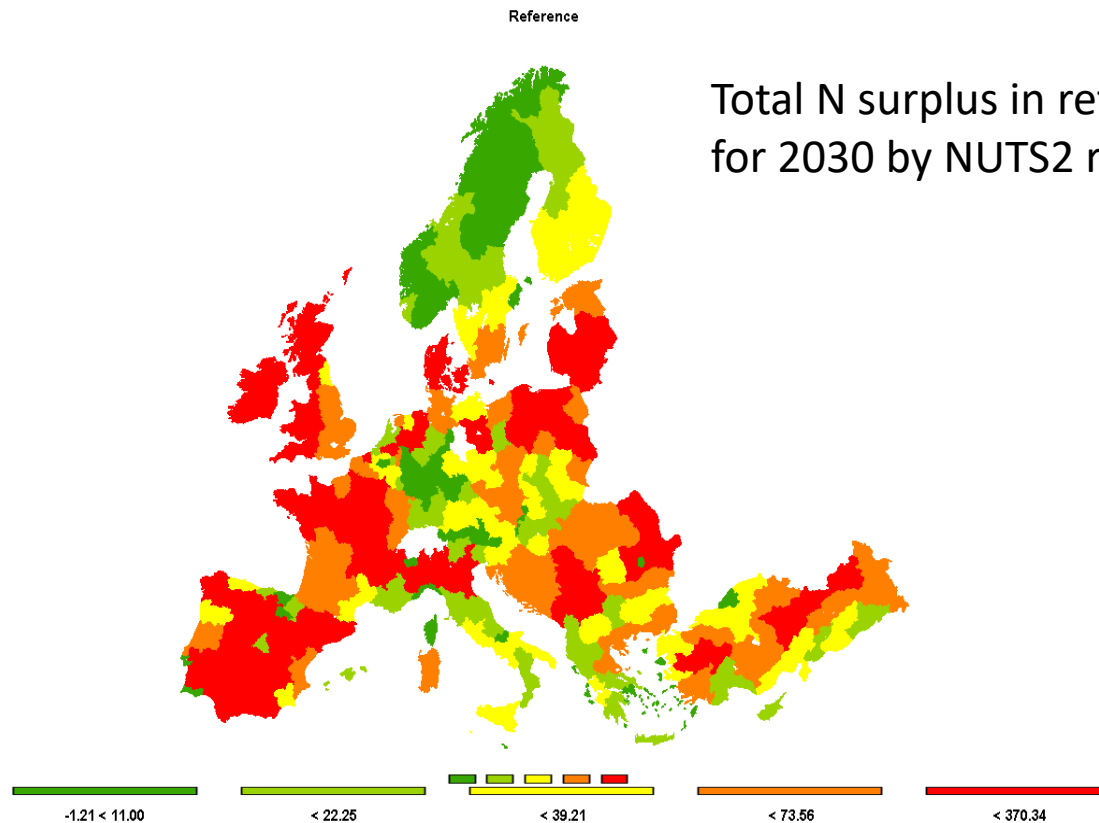 Reference
Total N surplus in
for 2030 by NUTS2
-1.21 < 11.00
< 22.25
< 39.21
< 73.56
< 370.34